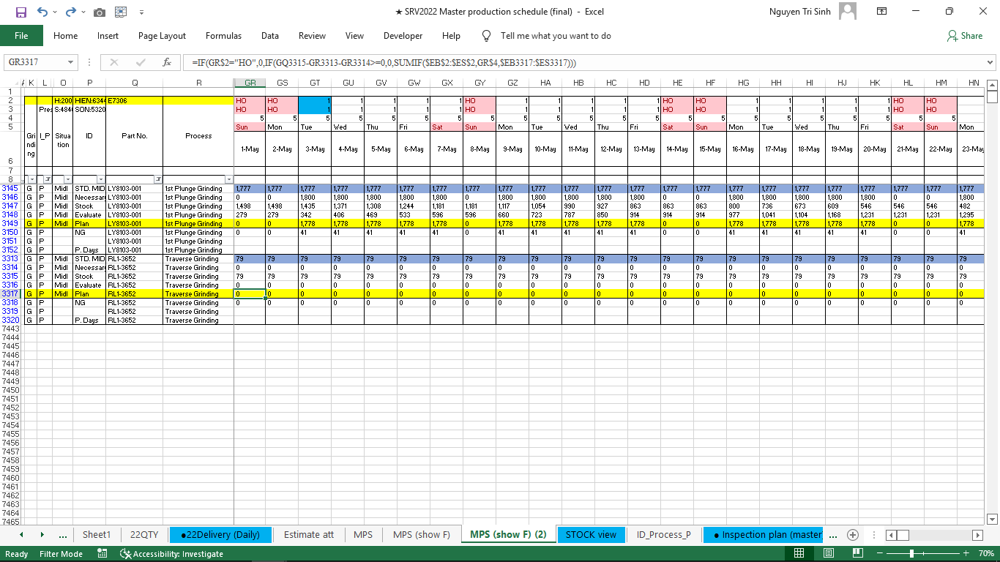 ★ SRV2022 Master production schedule (final) - Excel
Nguyen Tri Sinh
File Home Insert Page Layout Formulas Data Review View Developer Help Tell me what you want to do Share
GR3317 fx =IF(GR$2="HO",0,IF(GQ3315-GR3313-GR3314>=0,0,SUMIF($EB$2:$ES$2,GR$4,$EB3317:$ES3317)))
K L O P Q R GR GS GT GU GV GW GX GY GZ HA HB HC HD HE HF HG HH HI HJ HK HL HM HN
1
2 H:200 HIEN:6344 E7306 HO HO 1 1 1 1 1 HO 1 1 1 1 1 HO HO 1 1 1 1 1 HO HO
3 Pres S:484 SON:5320 HO HO 1 1 1 1 1 HO 1 1 1 1 1 HO HO 1 1 1 1 1 HO HO
4 5 5 5 5 5 5 5 5 5 5 5 5 5 5 5 5 5 5 5 5 5 5
5 Sun Mon Tue Wed Thu Fri Sat Sun Mon Tue Wed Thu Fri Sat Sun Mon Tue Wed Thu Fri Sat Sun Mon
6 Grinding I_P Situation ID Part No. Process 1-May 2-May 3-May 4-May 5-May 6-May 7-May 8-May 9-May 10-May 11-May 12-May 13-May 14-May 15-May 16-May 17-May 18-May 19-May 20-May 21-May 22-May 23-May
7
8
3145 G P Midl STD. MID LY8103-001 1st Plunge Grinding 1,777 1,777 1,777 1,777 1,777 1,777 1,777 1,777 1,777 1,777 1,777 1,777 1,777 1,777 1,777 1,777 1,777 1,777 1,777 1,777 1,777 1,777 1,777
3146 G P Midl Necessar LY8103-001 1st Plunge Grinding 0 0 1,800 1,800 1,800 1,800 1,800 0 1,800 1,800 1,800 1,800 1,800 0 0 1,800 1,800 1,800 1,800 1,800 0 0 1,800
3147 G P Midl Stock LY8103-001 1st Plunge Grinding 1,498 1,498 1,435 1,371 1,308 1,244 1,181 1,181 1,117 1,054 990 927 863 863 863 800 736 673 609 546 546 546 482
3148 G P Midl Evaluate LY8103-001 1st Plunge Grinding 279 279 342 406 469 533 596 596 660 723 787 850 914 914 914 977 1,041 1,104 1,168 1,231 1,231 1,231 1,295
3149 G P Midl Plan LY8103-001 1st Plunge Grinding 0 0 1,778 1,778 1,778 1,778 1,778 0 1,778 1,778 1,778 1,778 1,778 0 0 1,778 1,778 1,778 1,778 1,778 0 0 1,778
3150 G P NG LY8103-001 1st Plunge Grinding 0 0 41 41 41 41 41 0 41 41 41 41 41 0 0 41 41 41 41 41 0 0 41
3151 G P LY8103-001 1st Plunge Grinding
3152 G P P. Days LY8103-001 1st Plunge Grinding
3313 G P Midl STD. MID RL1-3652 Traverse Grinding 79 79 79 79 79 79 79 79 79 79 79 79 79 79 79 79 79 79 79 79 79 79 79
3314 G P Midl Necessar RL1-3652 Traverse Grinding 0 0 0 0 0 0 0 0 0 0 0 0 0 0 0 0 0 0 0 0 0 0 0
3315 G P Midl Stock RL1-3652 Traverse Grinding 79 79 79 79 79 79 79 79 79 79 79 79 79 79 79 79 79 79 79 79 79 79 79
3316 G P Midl Evaluate RL1-3652 Traverse Grinding 0 0 0 0 0 0 0 0 0 0 0 0 0 0 0 0 0 0 0 0 0 0 0
3317 G P Midl Plan RL1-3652 Traverse Grinding 0 0 0 0 0 0 0 0 0 0 0 0 0 0 0 0 0 0 0 0 0 0 0
3318 G P NG RL1-3652 Traverse Grinding 0 0 0 0 0 0 0 0 0 0 0 0 0 0 0 0 0 0 0 0 0 0 0
3319 G P RL1-3652 Traverse Grinding
3320 G P P. Days RL1-3652 Traverse Grinding
7443
7444
7445
7446
7447
7448
7449
7450
7451
7452
7453
7454
7455
7456
7457
7458
7459
7460
7461
7462
7463
7464
7465
... Sheet1 22QTY ●22Delivery (Daily) Estimate att MPS MPS (show F) MPS (show F) (2) STOCK view ID_Process_P ● Inspection plan (master ...
Ready Filter Mode Accessibility: Investigate 70%